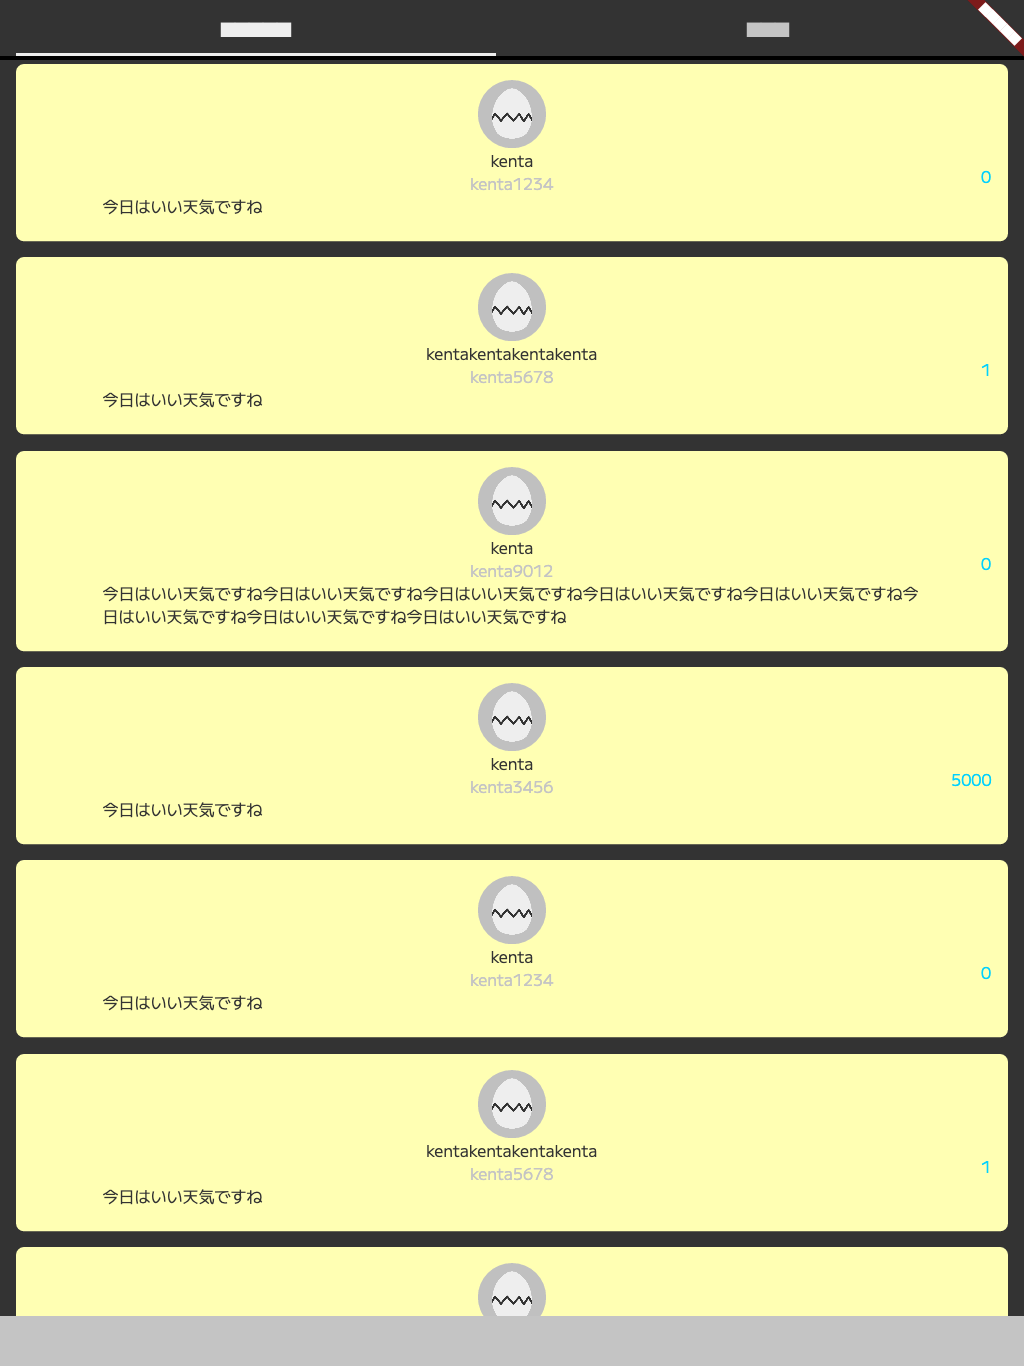 kenta
kenta1234
0
今日はいい天気ですね
kentakentakentakenta
kenta5678
1
今日はいい天気ですね
kenta
kenta9012
0
今日はいい天気ですね今日はいい天気ですね今日はいい天気ですね今日はいい天気ですね今日はいい天気ですね今
日はいい天気ですね今日はいい天気ですね今日はいい天気ですね
kenta
kenta3456
5000
今日はいい天気ですね
kenta
kenta1234
0
今日はいい天気ですね
kentakentakentakenta
kenta5678
1
今日はいい天気ですね